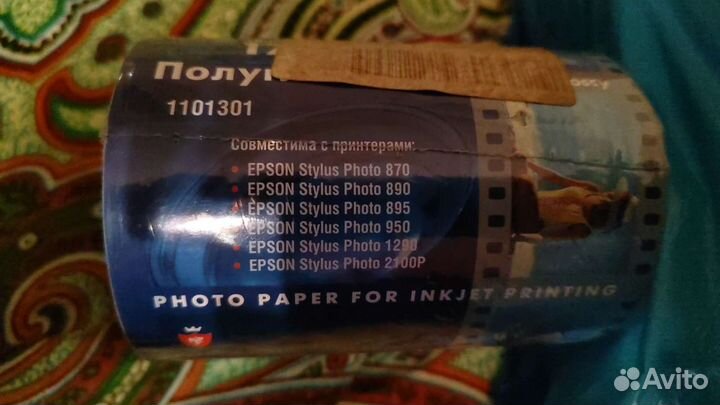 1101301
Совместима с принтерами:
• EPSON Stylus Photo 870
• EPSON Stylus Photo 890
• EPSON Stylus Photo 895
• EPSON Stylus Photo 950
• EPSON Stylus Photo 1290
• EPSON Stylus Photo 2100P
PHOTO PAPER FOR INKJET PRINTING
Avito